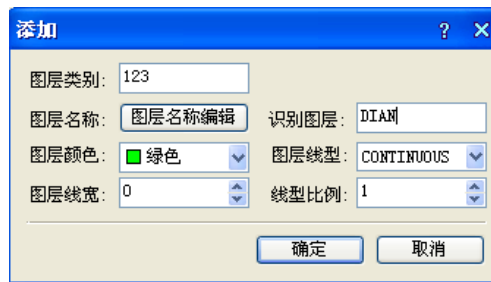 添加
图层类别: 123
图层名称: 图层名称编辑 识别图层: DIAN
图层颜色: 绿色 图层线型: CONTINUOUS
图层线宽: 0 线型比例: 1
确定 取消